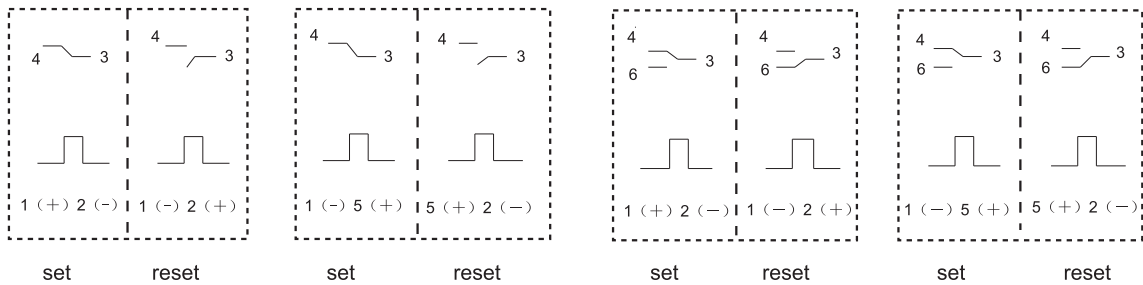 4 3
4 3
1（+）2（-） 1（-）2（+）
set reset
4 3
4 3
1（-）5（+） 5（+）2（—）
set reset
4 6 3
4 6 3
1（+）2（—） 1（—）2（+）
set reset
4 6 3
4 6 3
1（—）5（+） 5（+）2（—）
set reset